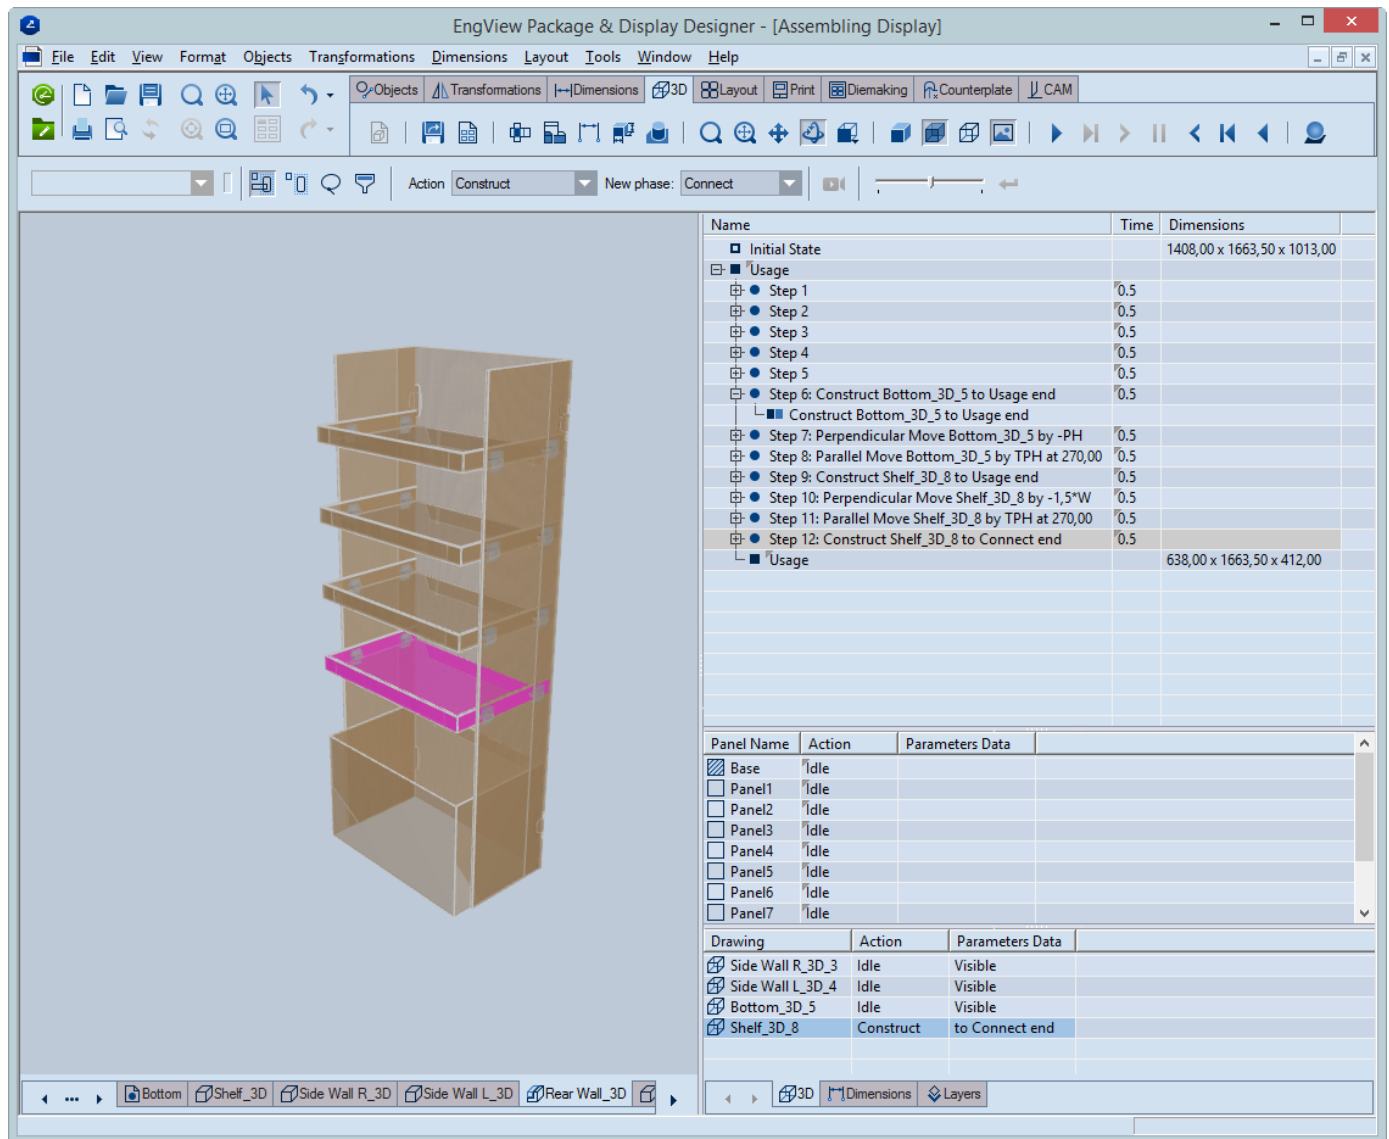 EngView Package & Display Designer - [Assembling Display]
File Edit View Format Objects Transformations Dimensions Layout Tools Window Help
Objects Transformations Dimensions 3D Layout Print Diemaking Counterplate CAM
Action Construct New phase: Connect
Name Time Dimensions
Initial State 1408,00 x 1663,50 x 1013,00
Usage
Step 1 0.5
Step 2 0.5
Step 3 0.5
Step 4 0.5
Step 5 0.5
Step 6: Construct Bottom_3D_5 to Usage end 0.5
Construct Bottom_3D_5 to Usage end
Step 7: Perpendicular Move Bottom_3D_5 by -PH 0.5
Step 8: Parallel Move Bottom_3D_5 by TPH at 270,00 0.5
Step 9: Construct Shelf_3D_8 to Usage end 0.5
Step 10: Perpendicular Move Shelf_3D_8 by -1,5*W 0.5
Step 11: Parallel Move Shelf_3D_8 by TPH at 270,00 0.5
Step 12: Construct Shelf_3D_8 to Connect end 0.5
Usage 638,00 x 1663,50 x 412,00
Panel Name Action Parameters Data
Base Idle
Panel1 Idle
Panel2 Idle
Panel3 Idle
Panel4 Idle
Panel5 Idle
Panel6 Idle
Panel7 Idle
Drawing Action Parameters Data
Side Wall R_3D_3 Idle Visible
Side Wall L_3D_4 Idle Visible
Bottom_3D_5 Idle Visible
Shelf_3D_8 Construct to Connect end
Bottom Shelf_3D Side Wall R_3D Side Wall L_3D Rear Wall_3D
3D Dimensions Layers